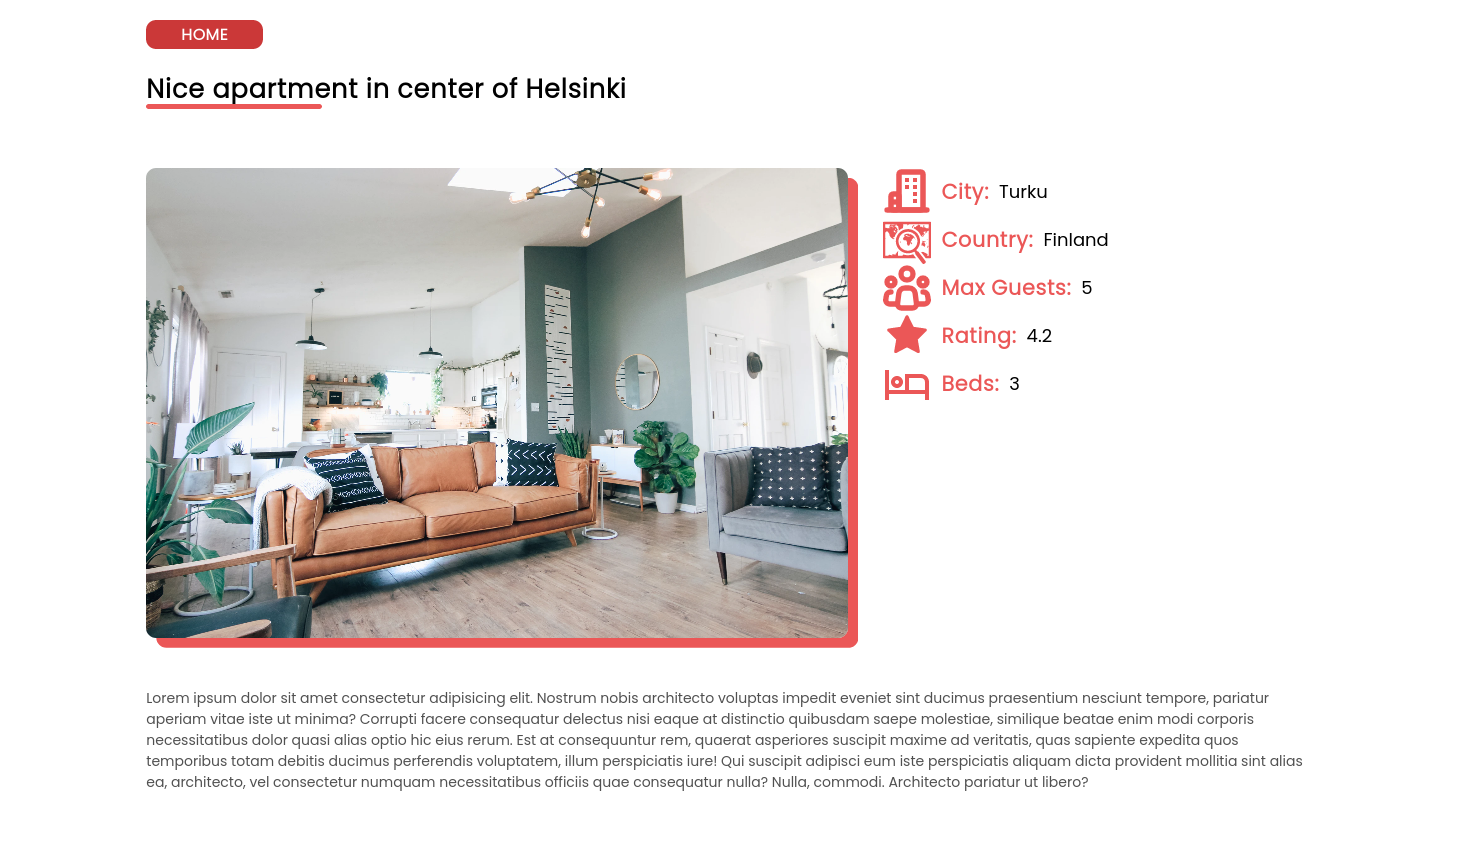 HOME
Nice apartment in center of Helsinki
City: Turku
Country: Finland
Max Guests: 5
Rating: 4.2
Beds: 3
Lorem ipsum dolor sit amet consectetur adipisicing elit. Nostrum nobis architecto voluptas impedit eveniet sint ducimus praesentium nesciunt tempore, pariatur
aperiam vitae iste ut minima? Corrupti facere consequatur delectus nisi eaque at distinctio quibusdam saepe molestiae, similique beatae enim modi corporis
necessitatibus dolor quasi alias optio hic eius rerum. Est at consequuntur rem, quaerat asperiores suscipit maxime ad veritatis, quas sapiente expedita quos
temporibus totam debitis ducimus perferendis voluptatem, illum perspiciatis iure! Qui suscipit adipisci eum iste perspiciatis aliquam dicta provident mollitia sint alias
ea, architecto, vel consectetur numquam necessitatibus officiis quae consequatur nulla? Nulla, commodi. Architecto pariatur ut libero?